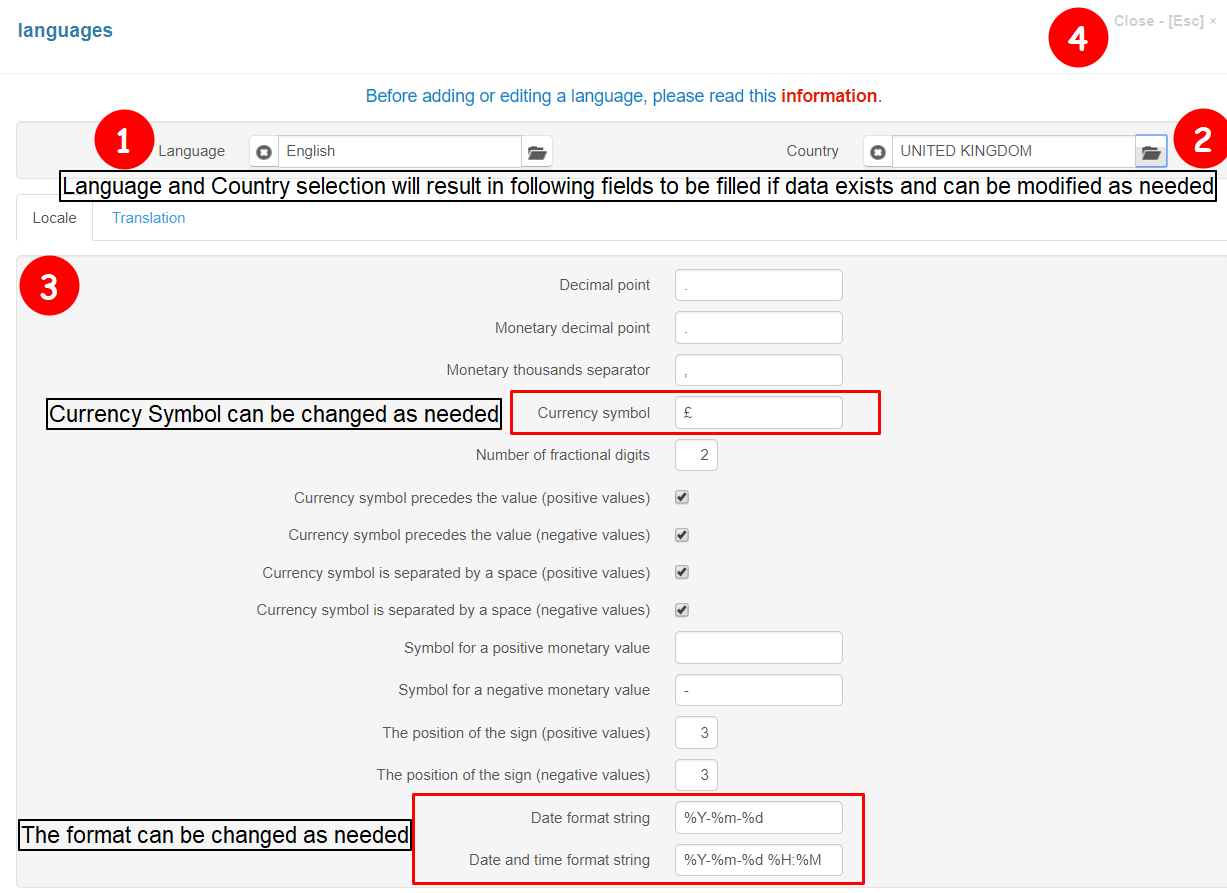 languages
4
Close - [Esc] ×
Before adding or editing a language, please read this information.
1
Language
English
Country
UNITED KINGDOM
2
Language and Country selection will result in following fields to be filled if data exists and can be modified as needed
Locale
Translation
3
Decimal point
.
Monetary decimal point
.
Monetary thousands separator
,
Currency Symbol can be changed as needed
Currency symbol
£
Number of fractional digits
2
Currency symbol precedes the value (positive values)
Currency symbol precedes the value (negative values)
Currency symbol is separated by a space (positive values)
Currency symbol is separated by a space (negative values)
Symbol for a positive monetary value
Symbol for a negative monetary value
-
The position of the sign (positive values)
3
The position of the sign (negative values)
3
Date format string
%Y-%m-%d
The format can be changed as needed
Date and time format string
%Y-%m-%d %H:%M